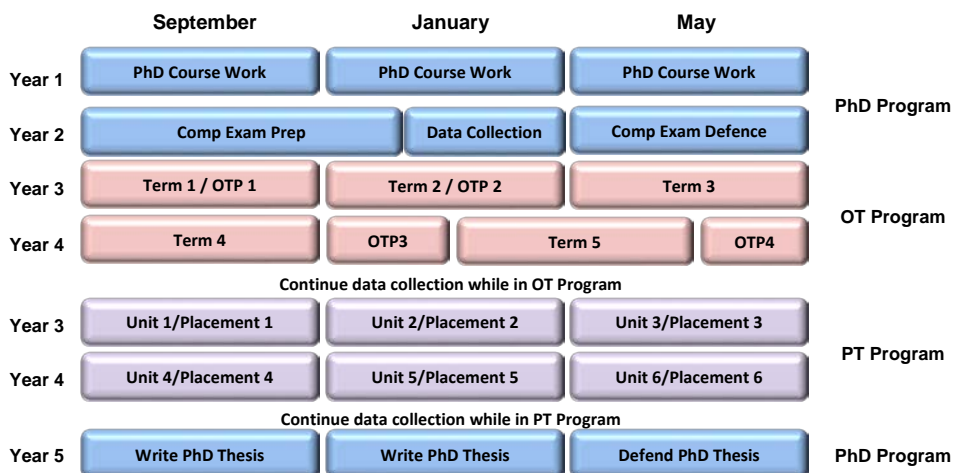 September January May
Year 1 PhD Course Work PhD Course Work PhD Course Work
PhD Program
Year 2 Comp Exam Prep Data Collection Comp Exam Defence
Year 3 Term 1 / OTP 1 Term 2 / OTP 2 Term 3
OT Program
Year 4 Term 4 OTP3 Term 5 OTP4
Continue data collection while in OT Program
Year 3 Unit 1/Placement 1 Unit 2/Placement 2 Unit 3/Placement 3
PT Program
Year 4 Unit 4/Placement 4 Unit 5/Placement 5 Unit 6/Placement 6
Continue data collection while in PT Program
Year 5 Write PhD Thesis Write PhD Thesis Defend PhD Thesis PhD Program